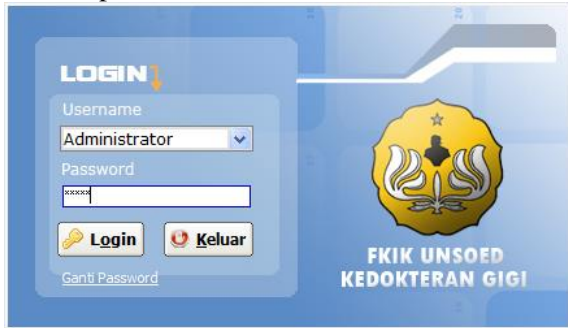 LOGIN
Username
Administrator
Password
*****
Login
Keluar
Ganti Password
FKIK UNSOED
KEDOKTERAN GIGI